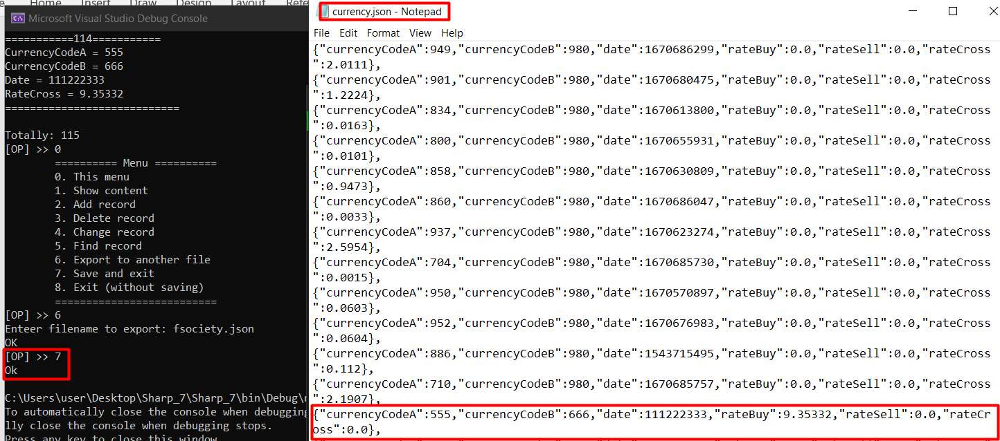 Home Insert Draw Design Layout Refe
Microsoft Visual Studio Debug Console
===========114===========
CurrencyCodeA = 555
CurrencyCodeB = 666
Date = 111222333
RateCross = 9.35332
============================
Totally: 115
[OP] >> 0
========== Menu ==========
0. This menu
1. Show content
2. Add record
3. Delete record
4. Change record
5. Find record
6. Export to another file
7. Save and exit
8. Exit (without saving)
==========================
[OP] >> 6
Enteer filename to export: fsociety.json
OK
[OP] >> 7
Ok
C:\Users\user\Desktop\Sharp_7\Sharp_7\bin\Debug\
To automatically close the console when debugging
lly close the console when debugging stops.
Press any key to close this window
currency.json - Notepad
File Edit Format View Help
{"currencyCodeA":949,"currencyCodeB":980,"date":1670686299,"rateBuy":0.0,"rateSell":0.0,"rateCross
":2.0111},
{"currencyCodeA":901,"currencyCodeB":980,"date":1670680475,"rateBuy":0.0,"rateSell":0.0,"rateCross
":1.2224},
{"currencyCodeA":834,"currencyCodeB":980,"date":1670613800,"rateBuy":0.0,"rateSell":0.0,"rateCross
":0.0163},
{"currencyCodeA":800,"currencyCodeB":980,"date":1670655931,"rateBuy":0.0,"rateSell":0.0,"rateCross
":0.0101},
{"currencyCodeA":858,"currencyCodeB":980,"date":1670630809,"rateBuy":0.0,"rateSell":0.0,"rateCross
":0.9473},
{"currencyCodeA":860,"currencyCodeB":980,"date":1670686047,"rateBuy":0.0,"rateSell":0.0,"rateCross
":0.0033},
{"currencyCodeA":937,"currencyCodeB":980,"date":1670623274,"rateBuy":0.0,"rateSell":0.0,"rateCross
":2.5954},
{"currencyCodeA":704,"currencyCodeB":980,"date":1670685730,"rateBuy":0.0,"rateSell":0.0,"rateCross
":0.0015},
{"currencyCodeA":950,"currencyCodeB":980,"date":1670570897,"rateBuy":0.0,"rateSell":0.0,"rateCross
":0.0603},
{"currencyCodeA":952,"currencyCodeB":980,"date":1670676983,"rateBuy":0.0,"rateSell":0.0,"rateCross
":0.0604},
{"currencyCodeA":886,"currencyCodeB":980,"date":1543715495,"rateBuy":0.0,"rateSell":0.0,"rateCross
":0.112},
{"currencyCodeA":710,"currencyCodeB":980,"date":1670685757,"rateBuy":0.0,"rateSell":0.0,"rateCross
":2.1907},
{"currencyCodeA":555,"currencyCodeB":666,"date":111222333,"rateBuy":9.35332,"rateSell":0.0,"rateCr
oss":0.0},